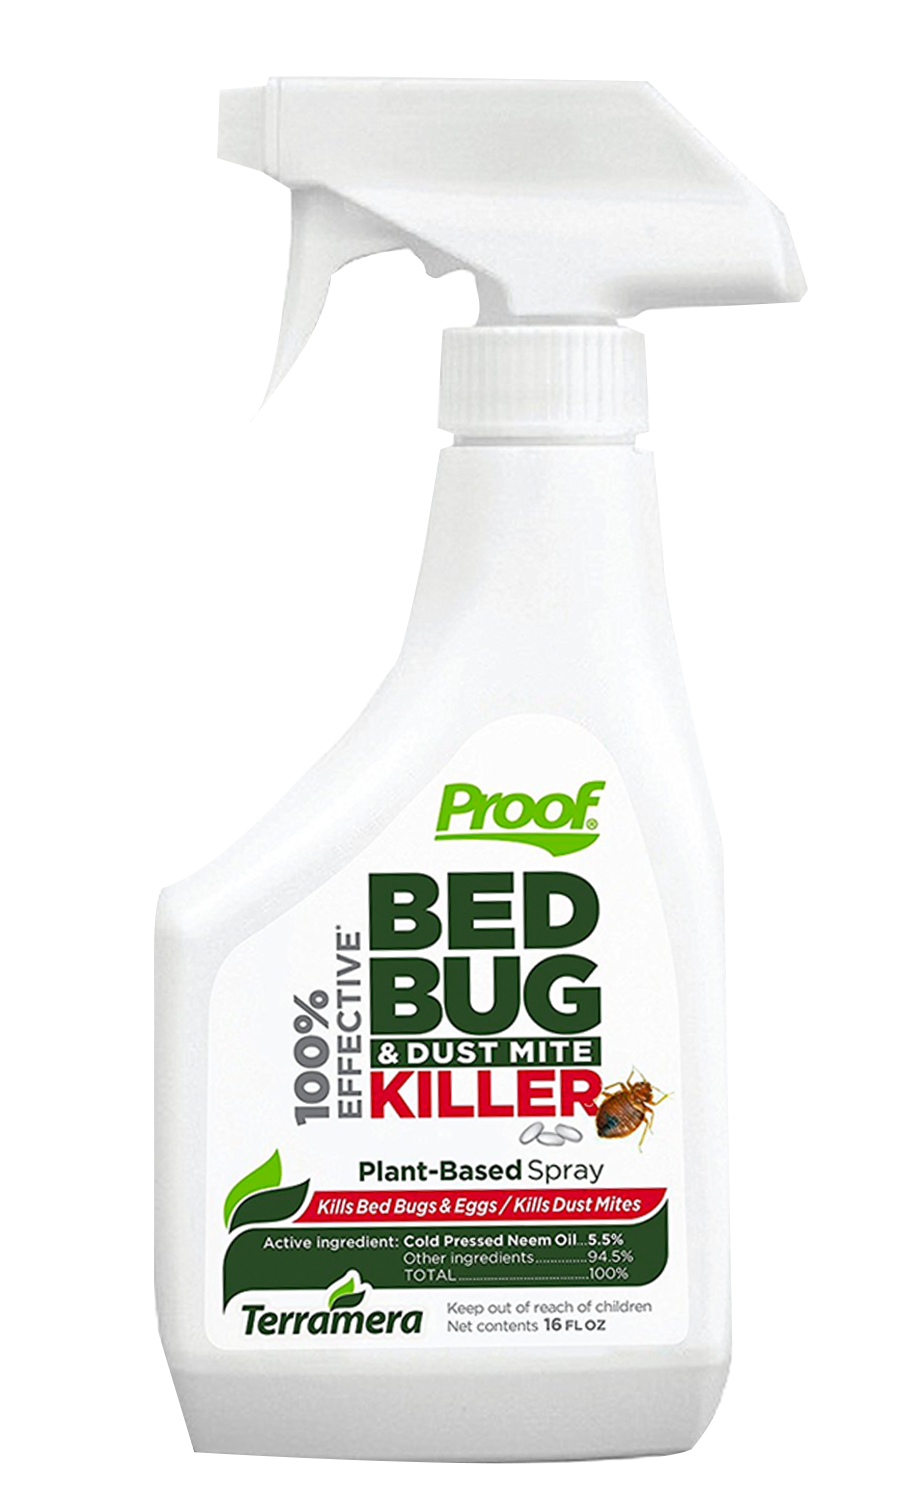 Proof®
BED
BUG
& DUST MITE
KILLER
100%
EFFECTIVE*
Plant-Based Spray
Kills Bed Bugs & Eggs / Kills Dust Mites
Active ingredient: Cold Pressed Neem Oil...5.5%
Other ingredients...............94.5%
TOTAL...............................100%
Terramera
Keep out of reach of children
Net contents 16 FL OZ